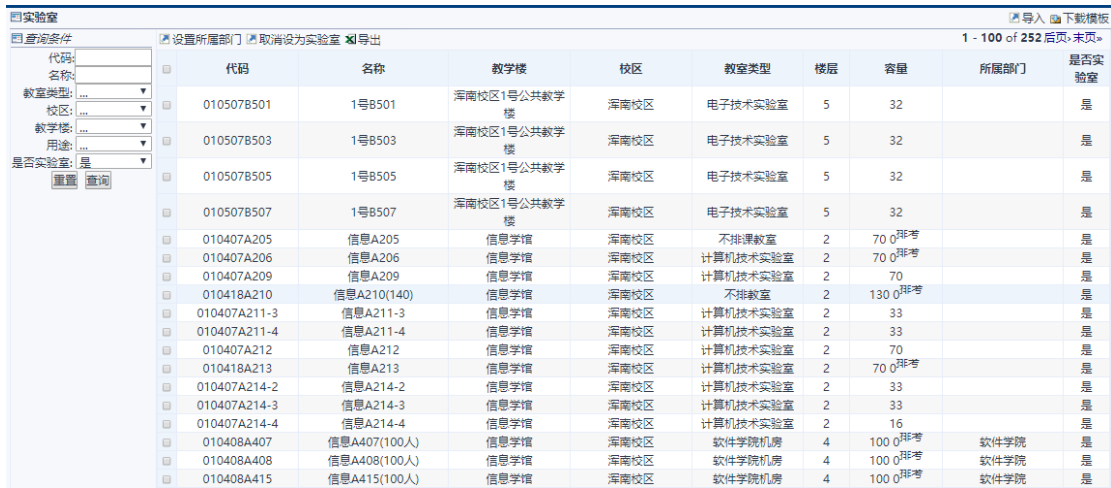 实验室 导入 下载模板
查询条件 设置所属部门 取消设为实验室 导出 1 - 100 of 252 后页› 末页»
代码:
名称:
教室类型: ...
校区: ...
教学楼: ...
用途: ...
是否实验室: 是
重置 查询
代码 名称 教学楼 校区 教室类型 楼层 容量 所属部门 是否实验室
010507B501 1号B501 浑南校区1号公共教学楼 浑南校区 电子技术实验室 5 32 是
010507B503 1号B503 浑南校区1号公共教学楼 浑南校区 电子技术实验室 5 32 是
010507B505 1号B505 浑南校区1号公共教学楼 浑南校区 电子技术实验室 5 32 是
010507B507 1号B507 浑南校区1号公共教学楼 浑南校区 电子技术实验室 5 32 是
010407A205 信息A205 信息学馆 浑南校区 不排课教室 2 70 0排考 是
010407A206 信息A206 信息学馆 浑南校区 计算机技术实验室 2 70 0排考 是
010407A209 信息A209 信息学馆 浑南校区 计算机技术实验室 2 70 是
010418A210 信息A210(140) 信息学馆 浑南校区 不排教室 2 130 0排考 是
010407A211-3 信息A211-3 信息学馆 浑南校区 计算机技术实验室 2 33 是
010407A211-4 信息A211-4 信息学馆 浑南校区 计算机技术实验室 2 33 是
010407A212 信息A212 信息学馆 浑南校区 计算机技术实验室 2 70 是
010418A213 信息A213 信息学馆 浑南校区 计算机技术实验室 2 70 0排考 是
010407A214-2 信息A214-2 信息学馆 浑南校区 计算机技术实验室 2 33 是
010407A214-3 信息A214-3 信息学馆 浑南校区 计算机技术实验室 2 33 是
010407A214-4 信息A214-4 信息学馆 浑南校区 计算机技术实验室 2 16 是
010408A407 信息A407(100人) 信息学馆 浑南校区 软件学院机房 4 100 0排考 软件学院 是
010408A408 信息A408(100人) 信息学馆 浑南校区 软件学院机房 4 100 0排考 软件学院 是
010408A415 信息A415(100人) 信息学馆 浑南校区 软件学院机房 4 100 0排考 软件学院 是